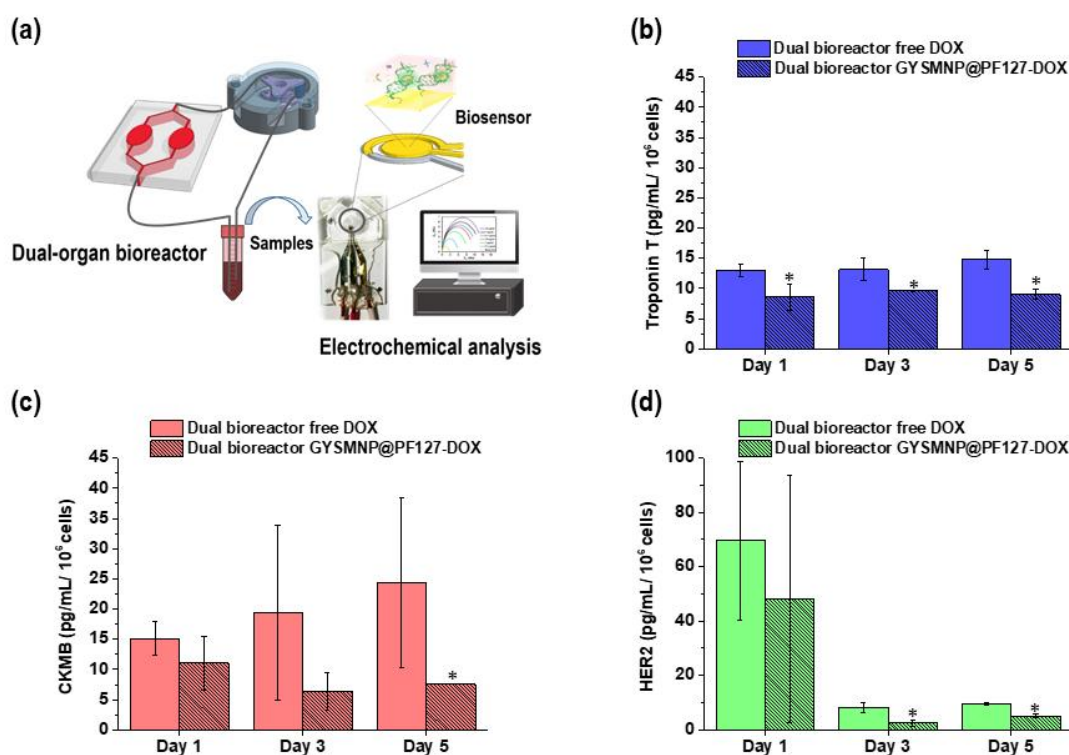 (a)
Biosensor
Dual-organ bioreactor
Samples
Electrochemical analysis
(b)
Dual bioreactor free DOX
Dual bioreactor GYSMNP@PF127-DOX
Troponin T (pg/mL/ 10⁶ cells)
45
40
35
30
25
20
15
10
5
0
*
*
*
Day 1 Day 3 Day 5
(c)
Dual bioreactor free DOX
Dual bioreactor GYSMNP@PF127-DOX
CKMB (pg/mL/ 10⁶ cells)
45
40
35
30
25
20
15
10
5
0
*
Day 1 Day 3 Day 5
(d)
Dual bioreactor free DOX
Dual bioreactor GYSMNP@PF127-DOX
HER2 (pg/mL/ 10⁶ cells)
100
80
60
40
20
0
*
*
Day 1 Day 3 Day 5